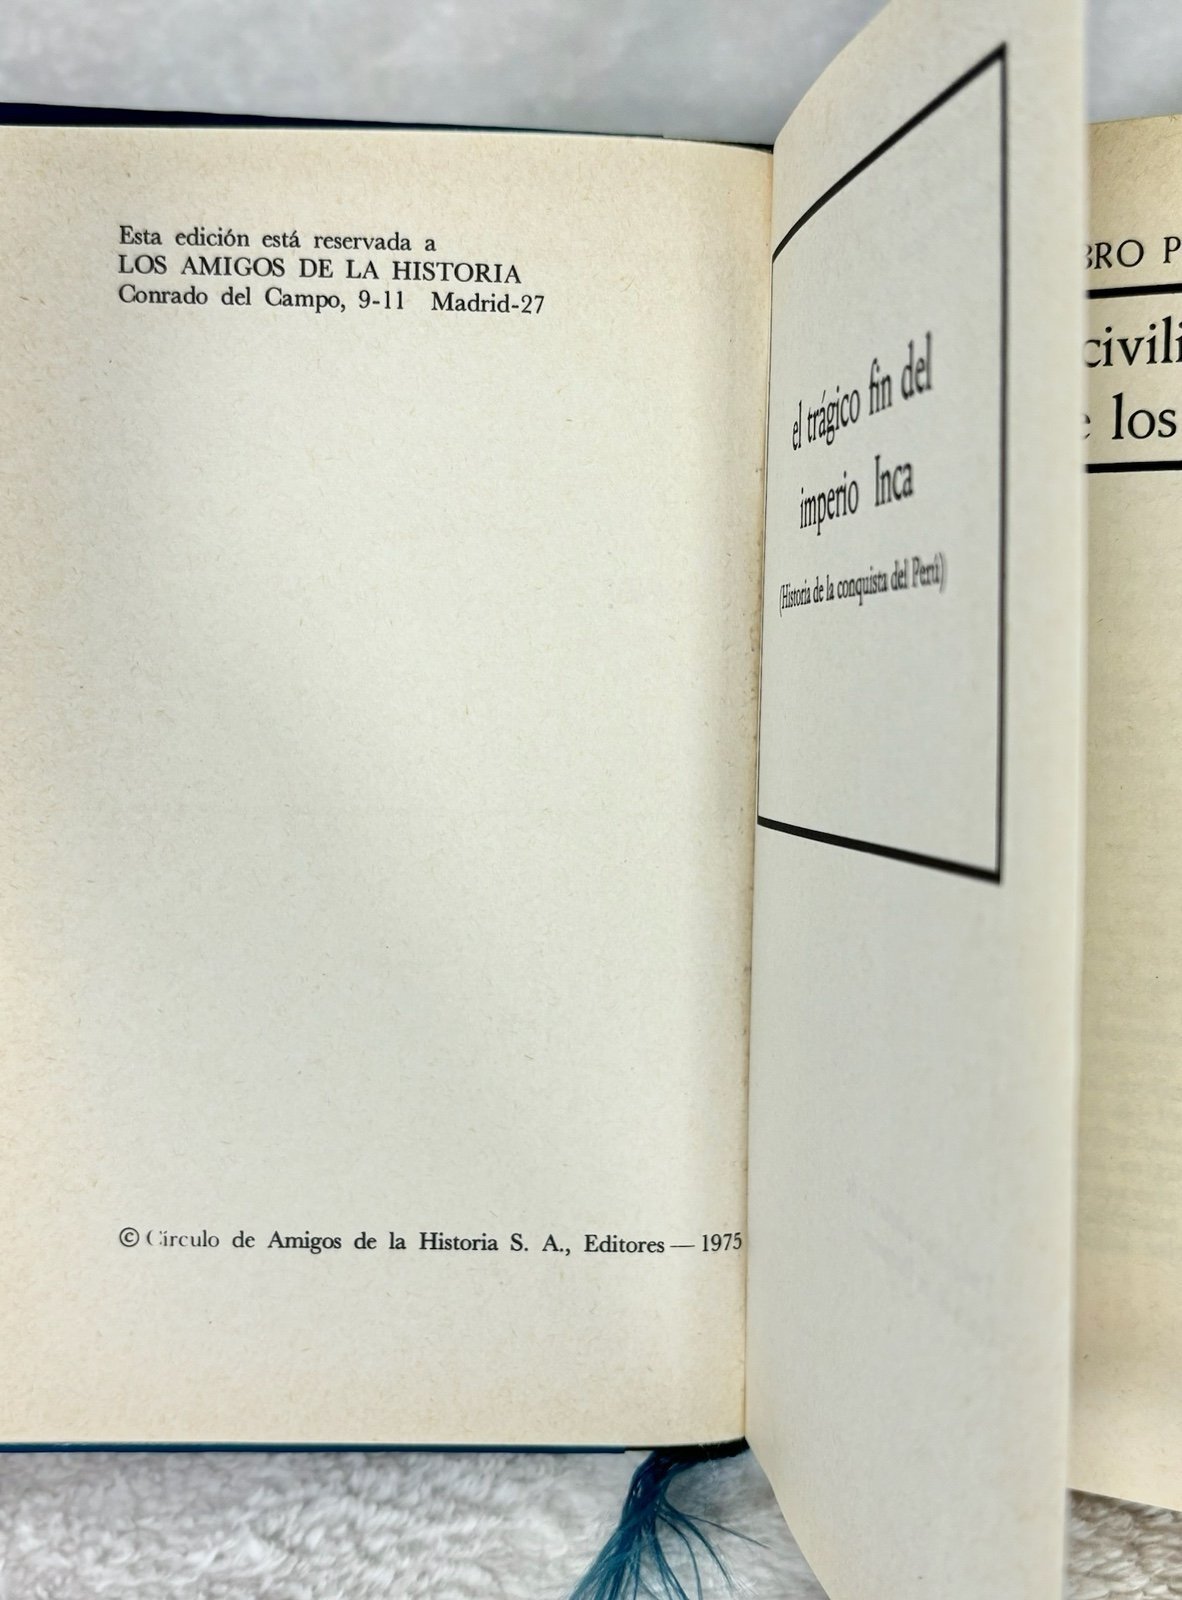 Esta edición está reservada a
LOS AMIGOS DE LA HISTORIA
Conrado del Campo, 9-11 Madrid-27
© Círculo de Amigos de la Historia S. A., Editores — 1975
el trágico fin del
imperio Inca
(Historia de la conquista del Perú)
BRO P
civili
e los